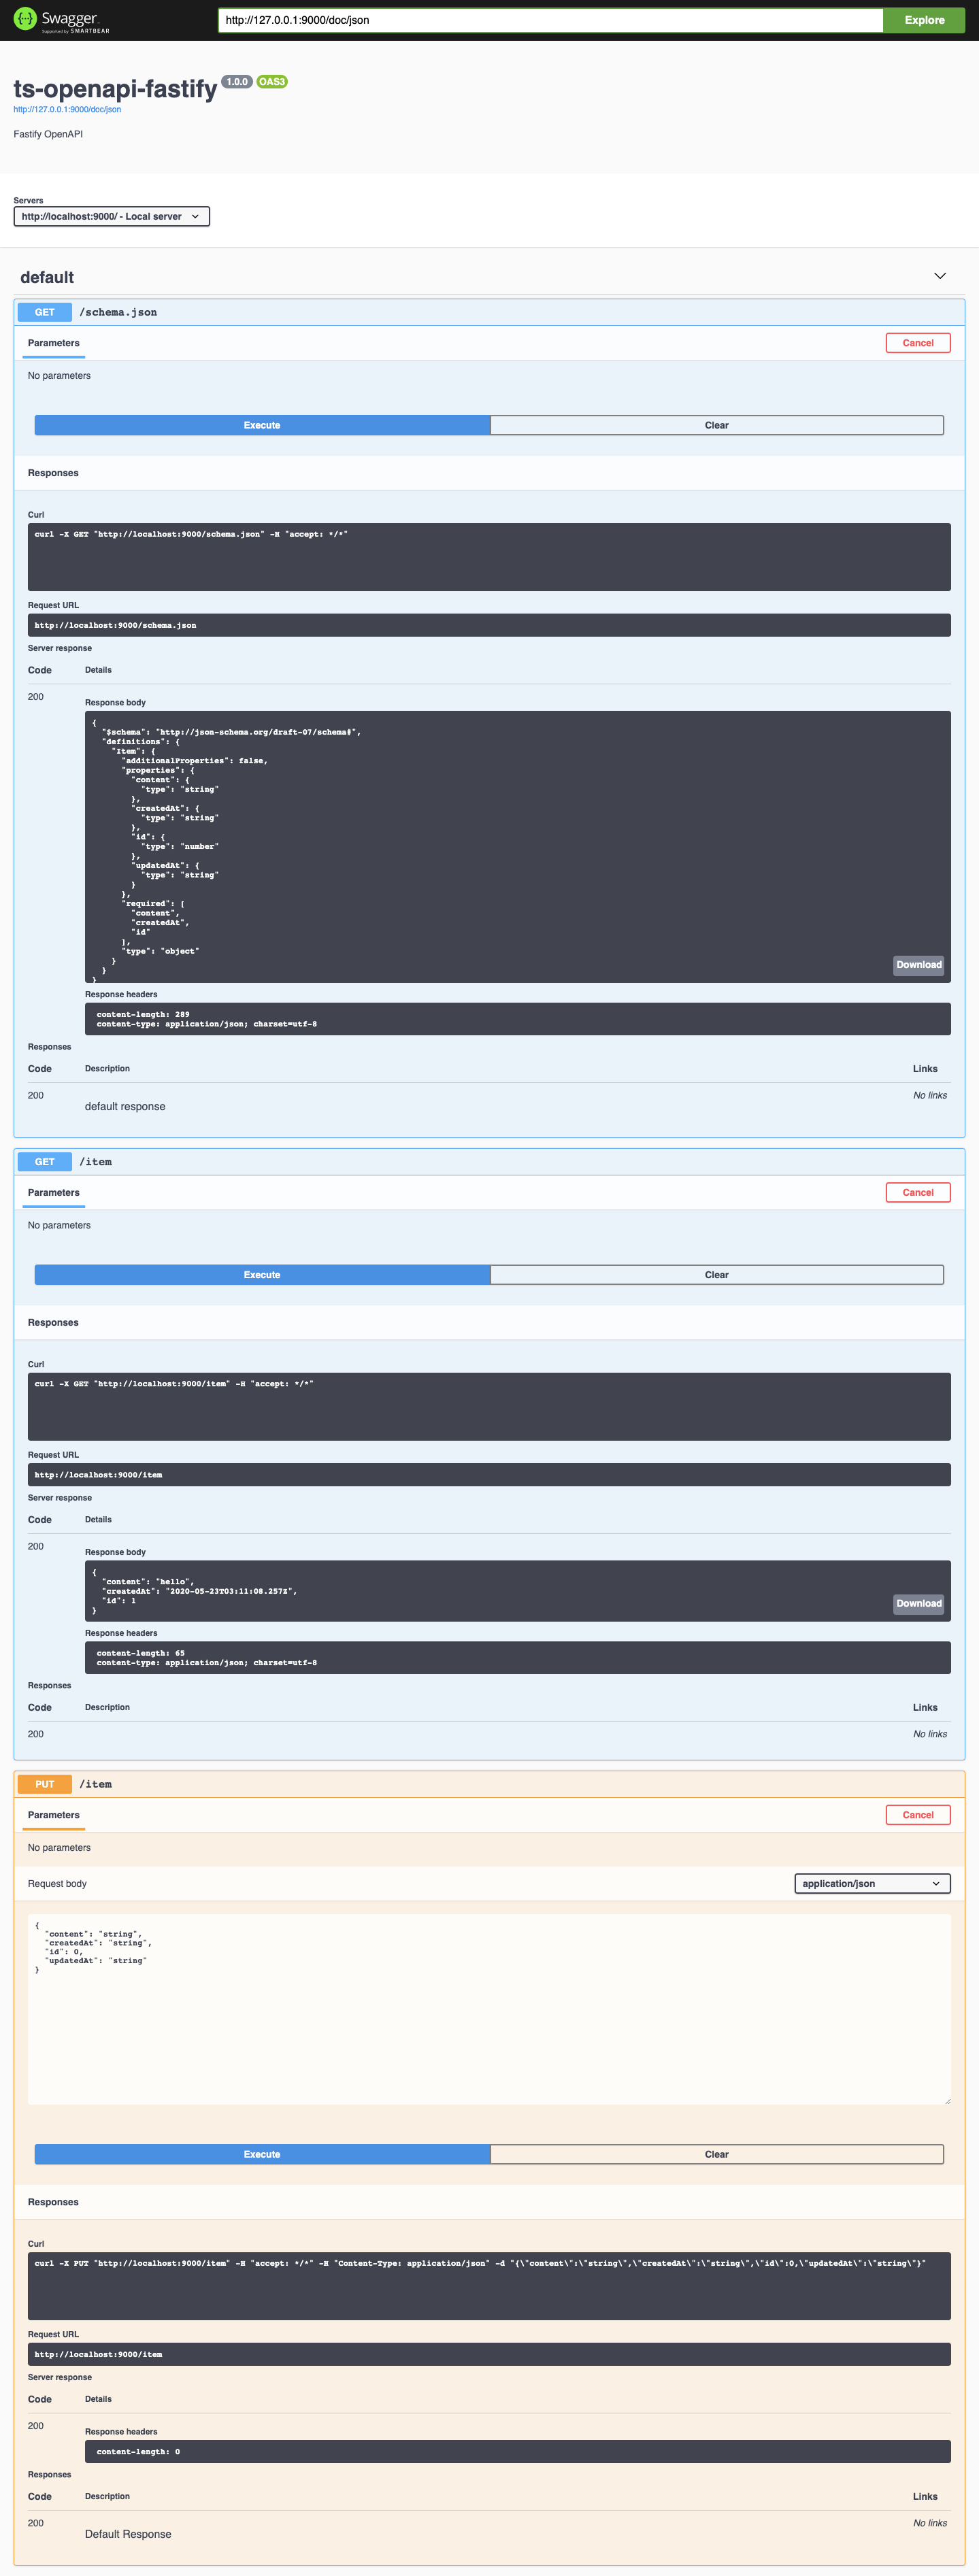 Swagger
Supported by SMARTBEAR
http://127.0.0.1:9000/doc/json
Explore
ts-openapi-fastify 1.0.0 OAS3
http://127.0.0.1:9000/doc/json
Fastify OpenAPI
Servers
http://localhost:9000/ - Local server
default
GET /schema.json
Parameters
Cancel
No parameters
Execute
Clear
Responses
Curl
curl -X GET "http://localhost:9000/schema.json" -H "accept: */*"
Request URL
http://localhost:9000/schema.json
Server response
Code Details
200
Response body
{
  "$schema": "http://json-schema.org/draft-07/schema#",
  "definitions": {
    "Item": {
      "additionalProperties": false,
      "properties": {
        "content": {
          "type": "string"
        },
        "createdAt": {
          "type": "string"
        },
        "id": {
          "type": "number"
        },
        "updatedAt": {
          "type": "string"
        }
      },
      "required": [
        "content",
        "createdAt",
        "id"
      ],
      "type": "object"
    }
  }
}
Download
Response headers
content-length: 289
content-type: application/json; charset=utf-8
Responses
Code Description Links
200 No links
default response
GET /item
Parameters
Cancel
No parameters
Execute
Clear
Responses
Curl
curl -X GET "http://localhost:9000/item" -H "accept: */*"
Request URL
http://localhost:9000/item
Server response
Code Details
200
Response body
{
  "content": "hello",
  "createdAt": "2020-05-23T03:11:08.257Z",
  "id": 1
}
Download
Response headers
content-length: 65
content-type: application/json; charset=utf-8
Responses
Code Description Links
200 No links
PUT /item
Parameters
Cancel
No parameters
Request body
application/json
{
  "content": "string",
  "createdAt": "string",
  "id": 0,
  "updatedAt": "string"
}
Execute
Clear
Responses
Curl
curl -X PUT "http://localhost:9000/item" -H "accept: */*" -H "Content-Type: application/json" -d "{\"content\":\"string\",\"createdAt\":\"string\",\"id\":0,\"updatedAt\":\"string\"}"
Request URL
http://localhost:9000/item
Server response
Code Details
200
Response headers
content-length: 0
Responses
Code Description Links
200 No links
Default Response